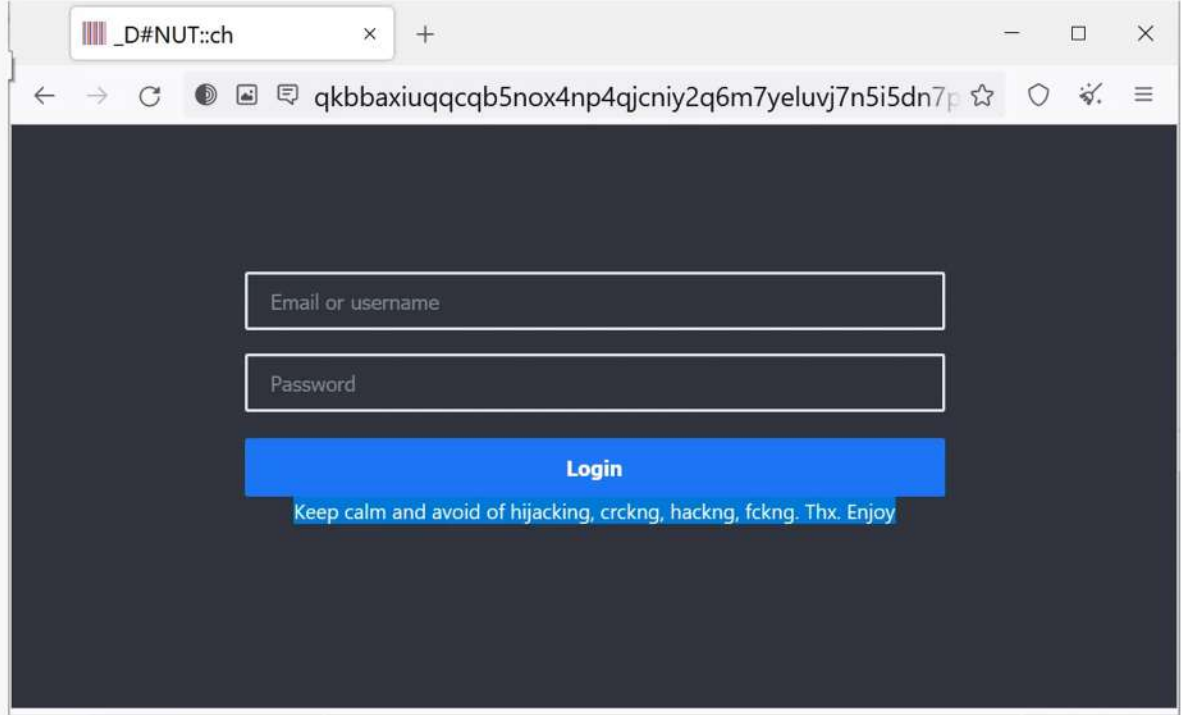 _D#NUT::ch
qkbbaxiuqqcqb5nox4np4qjcniy2q6m7yeluvj7n5i5dn7p
Email or username
Password
Login
Keep calm and avoid of hijacking, crckng, hackng, fckng. Thx. Enjoy